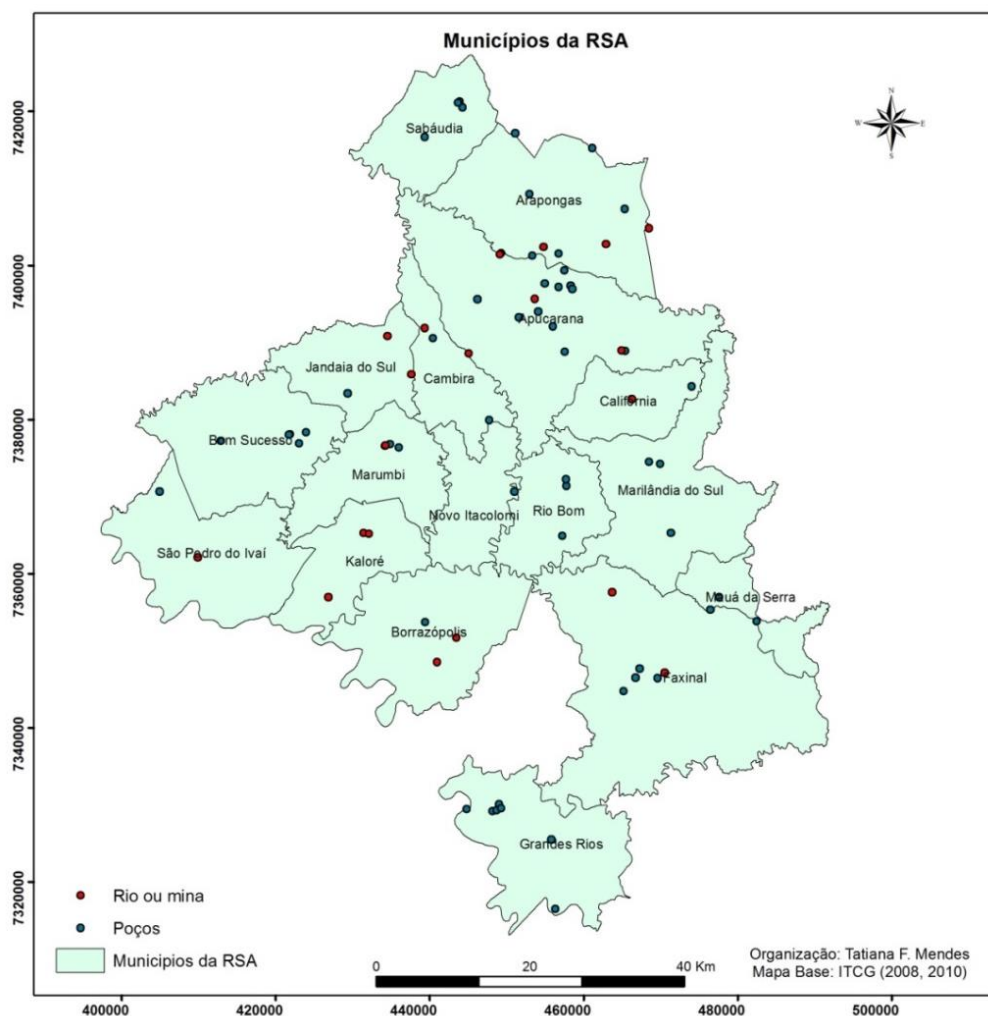 Municípios da RSA
N
W
E
S
Sabáudia
Arapongas
Apucarana
Jandaia do Sul
Cambira
Califórnia
Bom Sucesso
Marumbi
Marilândia do Sul
Novo Itacolomi
Rio Bom
São Pedro do Ivaí
Kaloré
Mauá da Serra
Borrazópolis
Faxinal
Grandes Rios
Rio ou mina
Poços
Municipios da RSA
0
20
40 Km
Organização: Tatiana F. Mendes
Mapa Base: ITCG (2008, 2010)
7420000
7400000
7380000
7360000
7340000
7320000
400000
420000
440000
460000
480000
500000